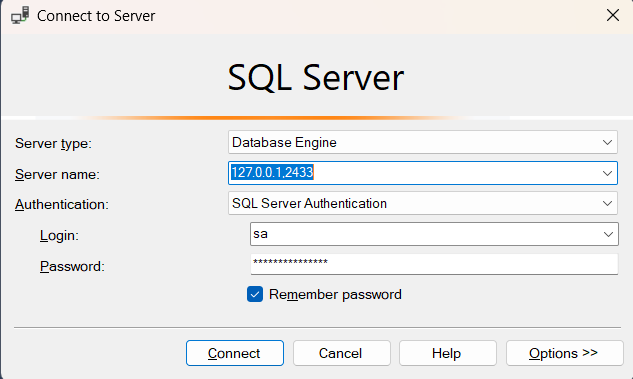 Connect to Server
SQL Server
Server type: Database Engine
Server name: 127.0.0.1,2433
Authentication: SQL Server Authentication
Login: sa
Password: ***************
Remember password
Connect Cancel Help Options >>